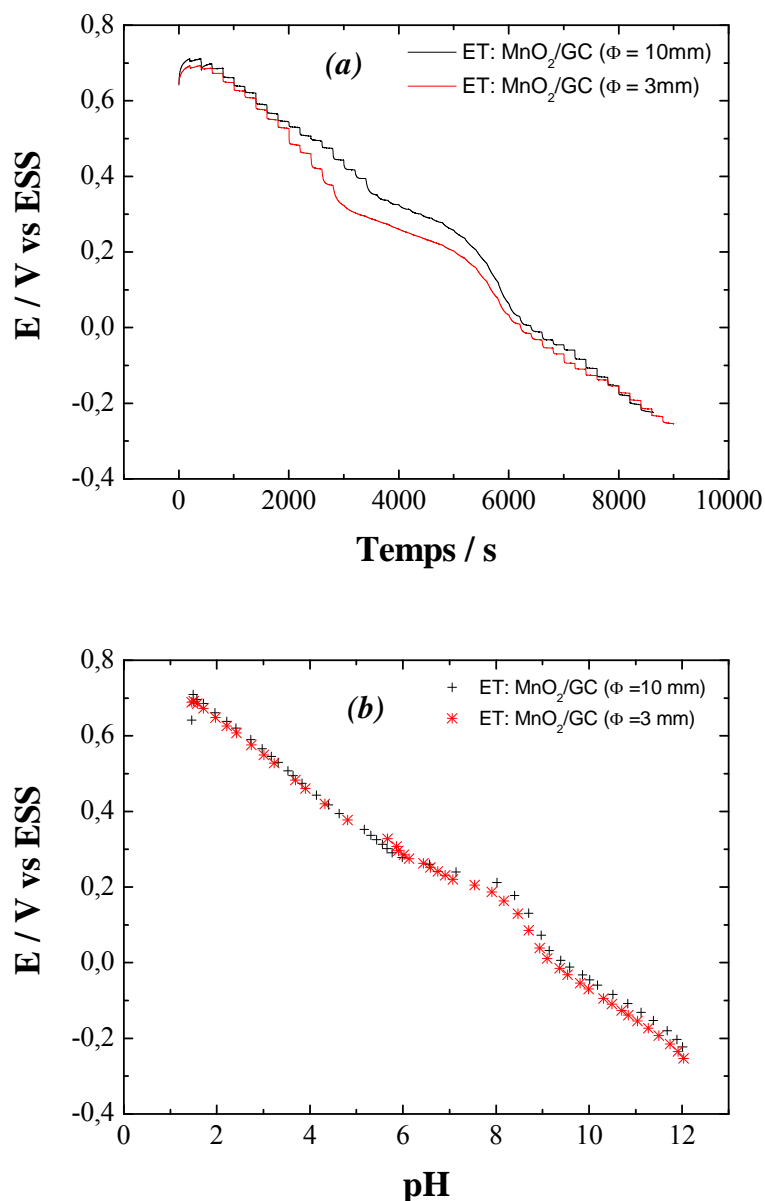 (a)
ET: MnO₂/GC (Φ = 10mm)
ET: MnO₂/GC (Φ = 3mm)
0,8
0,6
0,4
0,2
0,0
-0,2
-0,4
E / V vs ESS
0 2000 4000 6000 8000 10000
Temps / s
(b)
ET: MnO₂/GC (Φ =10 mm)
ET: MnO₂/GC (Φ =3 mm)
0,8
0,6
0,4
0,2
0,0
-0,2
-0,4
E / V vs ESS
0 2 4 6 8 10 12
pH